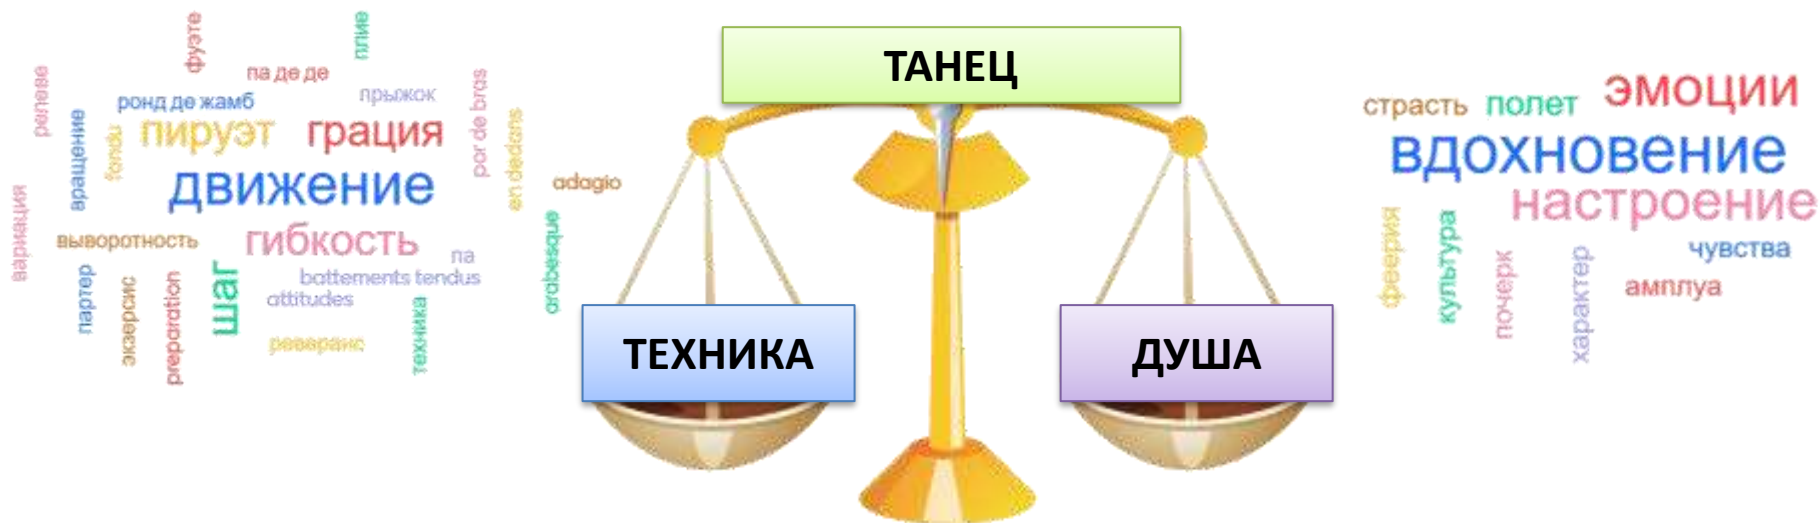 ТАНЕЦ
фуэте
плие
па де де
релеве
ронд де жамб
прыжок
por de bras
вращение
tendu
пируэт
грация
en dedans
движение
adagio
вариация
выворотность
гибкость
па
arabesque
battements tendus
attitudes
партер
экзерсис
preparation
шаг
реверанс
техника
ТЕХНИКА
ДУША
страсть
полет
эмоции
вдохновение
настроение
феерия
культура
почерк
характер
чувства
амплуа